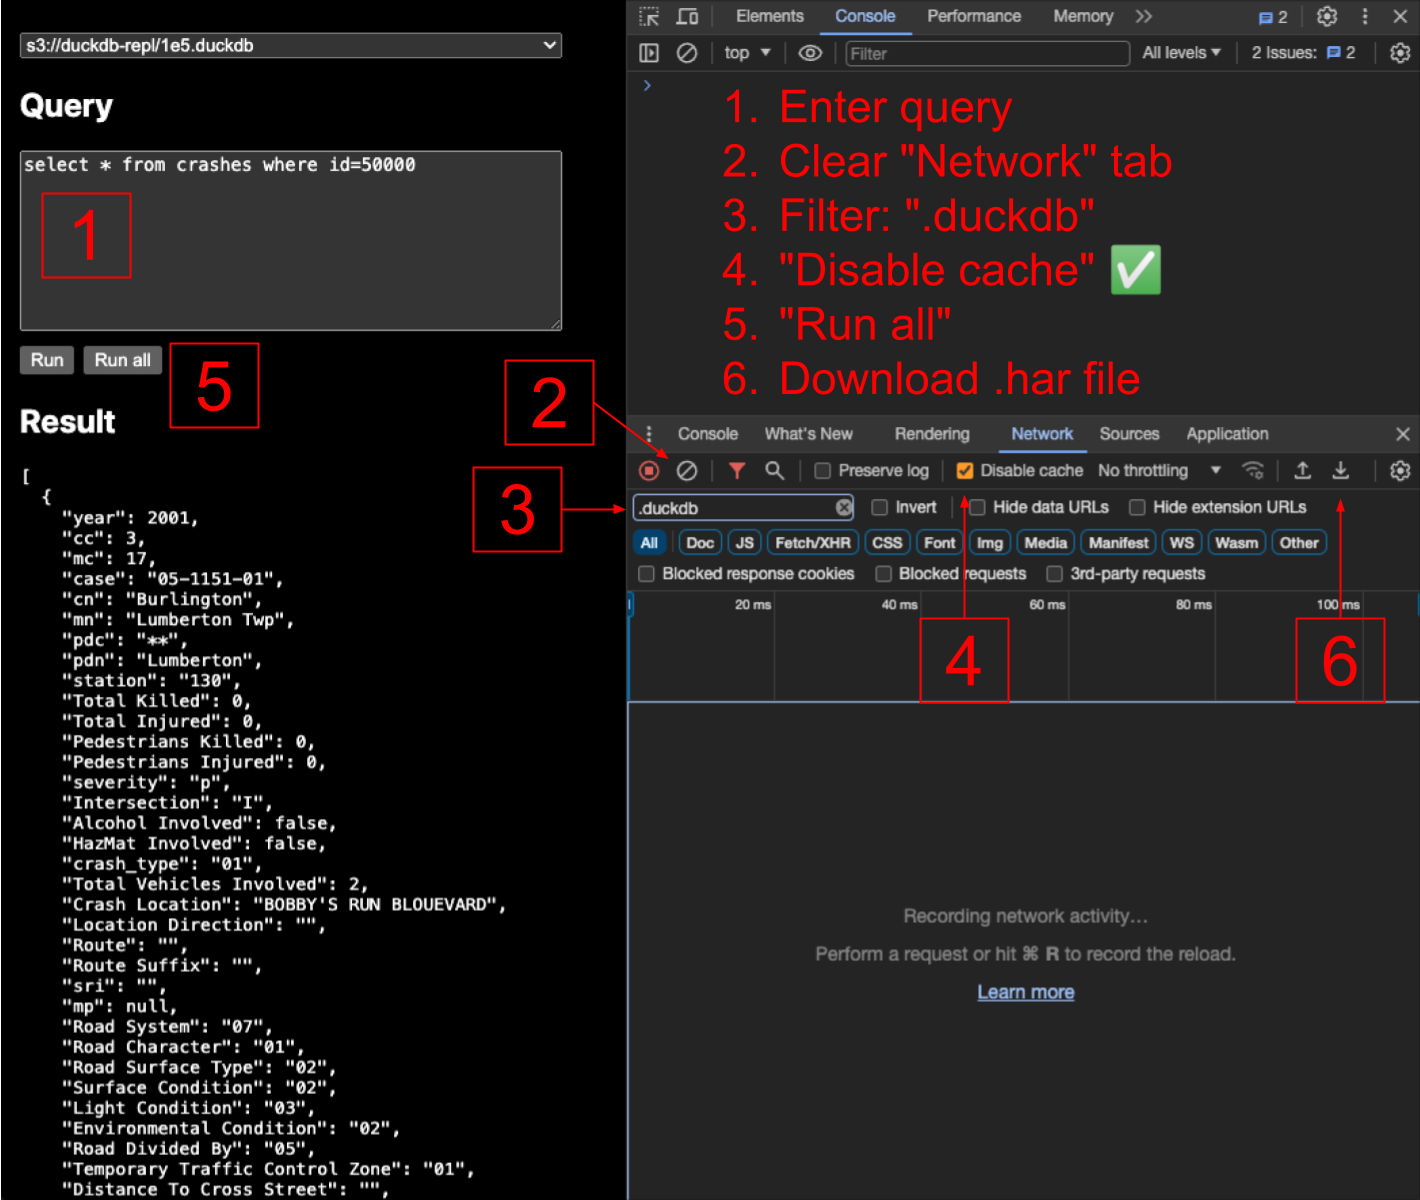 s3://duckdb-repl/1e5.duckdb
Query
select * from crashes where id=50000
1
Run Run all
5
Result
[
{
"year": 2001,
"cc": 3,
"mc": 17,
"case": "05-1151-01",
"cn": "Burlington",
"mn": "Lumberton Twp",
"pdc": "**",
"pdn": "Lumberton",
"station": "130",
"Total Killed": 0,
"Total Injured": 0,
"Pedestrians Killed": 0,
"Pedestrians Injured": 0,
"severity": "p",
"Intersection": "I",
"Alcohol Involved": false,
"HazMat Involved": false,
"crash_type": "01",
"Total Vehicles Involved": 2,
"Crash Location": "BOBBY'S RUN BLOUEVARD",
"Location Direction": "",
"Route": "",
"Route Suffix": "",
"sri": "",
"mp": null,
"Road System": "07",
"Road Character": "01",
"Road Surface Type": "02",
"Surface Condition": "02",
"Light Condition": "03",
"Environmental Condition": "02",
"Road Divided By": "05",
"Temporary Traffic Control Zone": "01",
"Distance To Cross Street": "",
Elements Console Performance Memory 2
top Filter All levels 2 Issues: 2
1. Enter query
2. Clear "Network" tab
3. Filter: ".duckdb"
4. "Disable cache" ✅
5. "Run all"
6. Download .har file
2
Console What's New Rendering Network Sources Application
Preserve log Disable cache No throttling
3
.duckdb Invert Hide data URLs Hide extension URLs
All Doc JS Fetch/XHR CSS Font Img Media Manifest WS Wasm Other
Blocked response cookies Blocked requests 3rd-party requests
20 ms 40 ms 60 ms 80 ms 100 ms
4
6
Recording network activity…
Perform a request or hit ⌘ R to record the reload.
Learn more